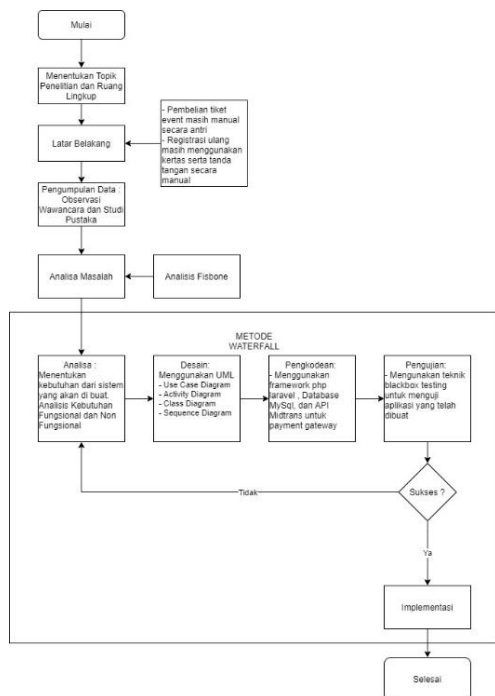 Mulai
Menentukan Topik
Penelitian dan Ruang
Lingkup
Latar Belakang
- Pembelian tiket
event masih manual
secara antri
- Registrasi ulang
masih menggunakan
kertas serta tanda
tangan secara
manual
Pengumpulan Data :
Observasi
Wawancara dan Studi
Pustaka
Analisa Masalah
Analisis Fisbone
METODE
WATERFALL
Analisa :
Menentukan
kebutuhan dari sistem
yang akan di buat.
Analisis Kebutuhan
Fungsional dan Non
Fungsional
Desain:
Menggunakan UML
- Use Case Diagram
- Activity Diagram
- Class Diagram
- Sequence Diagram
Pengkodean:
- Menggunakan
framework php
laravel , Database
MySql, dan API
Midtrans untuk
payment gateway
Pengujian:
- Mengunakan teknik
blackbox testing
untuk menguji
aplikasi yang telah
dibuat
Sukses ?
Tidak
Ya
Implementasi
Selesai